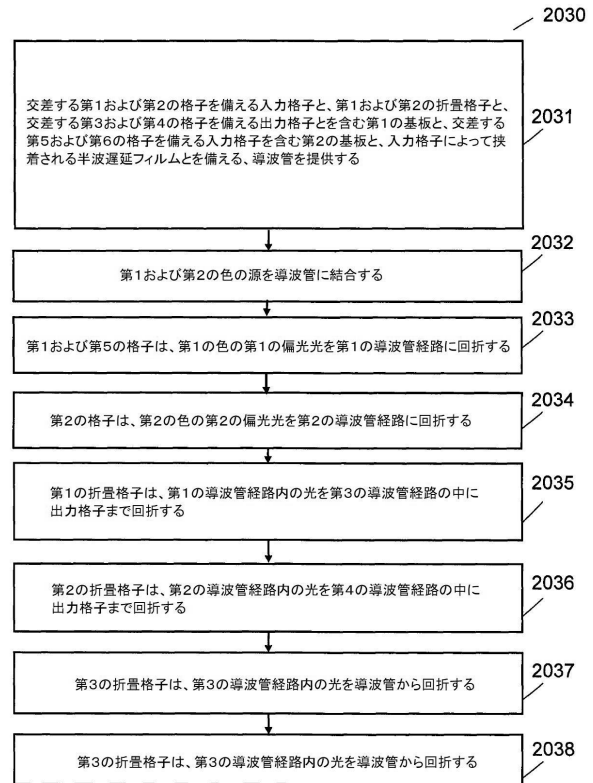 2030
交差する第1および第2の格子を備える入力格子と、第1および第2の折畳格子と、
交差する第3および第4の格子を備える出力格子とを含む第1の基板と、交差する
第5および第6の格子を備える入力格子を含む第2の基板と、入力格子によって挟
着される半波遅延フィルムとを備える、導波管を提供する
2031
第1および第2の色の源を導波管に結合する
2032
第1および第5の格子は、第1の色の第1の偏光光を第1の導波管経路に回折する
2033
第2の格子は、第2の色の第2の偏光光を第2の導波管経路に回折する
2034
第1の折畳格子は、第1の導波管経路内の光を第3の導波管経路の中に
出力格子まで回折する
2035
第2の折畳格子は、第2の導波管経路内の光を第4の導波管経路の中に
出力格子まで回折する
2036
第3の折畳格子は、第3の導波管経路内の光を導波管から回折する
2037
第3の折畳格子は、第3の導波管経路内の光を導波管から回折する
2038